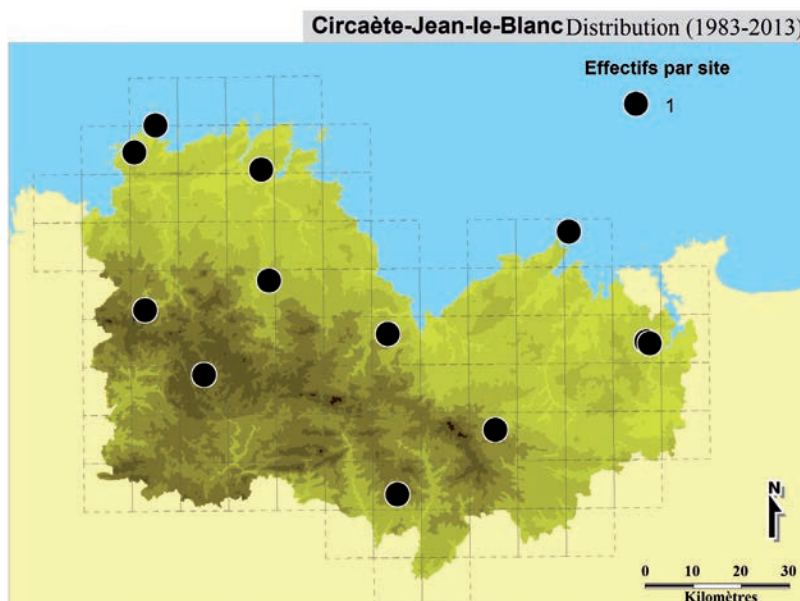 Circaète-Jean-le-Blanc Distribution (1983-2013)
Effectifs par site
1
N
0 10 20 30
Kilomètres